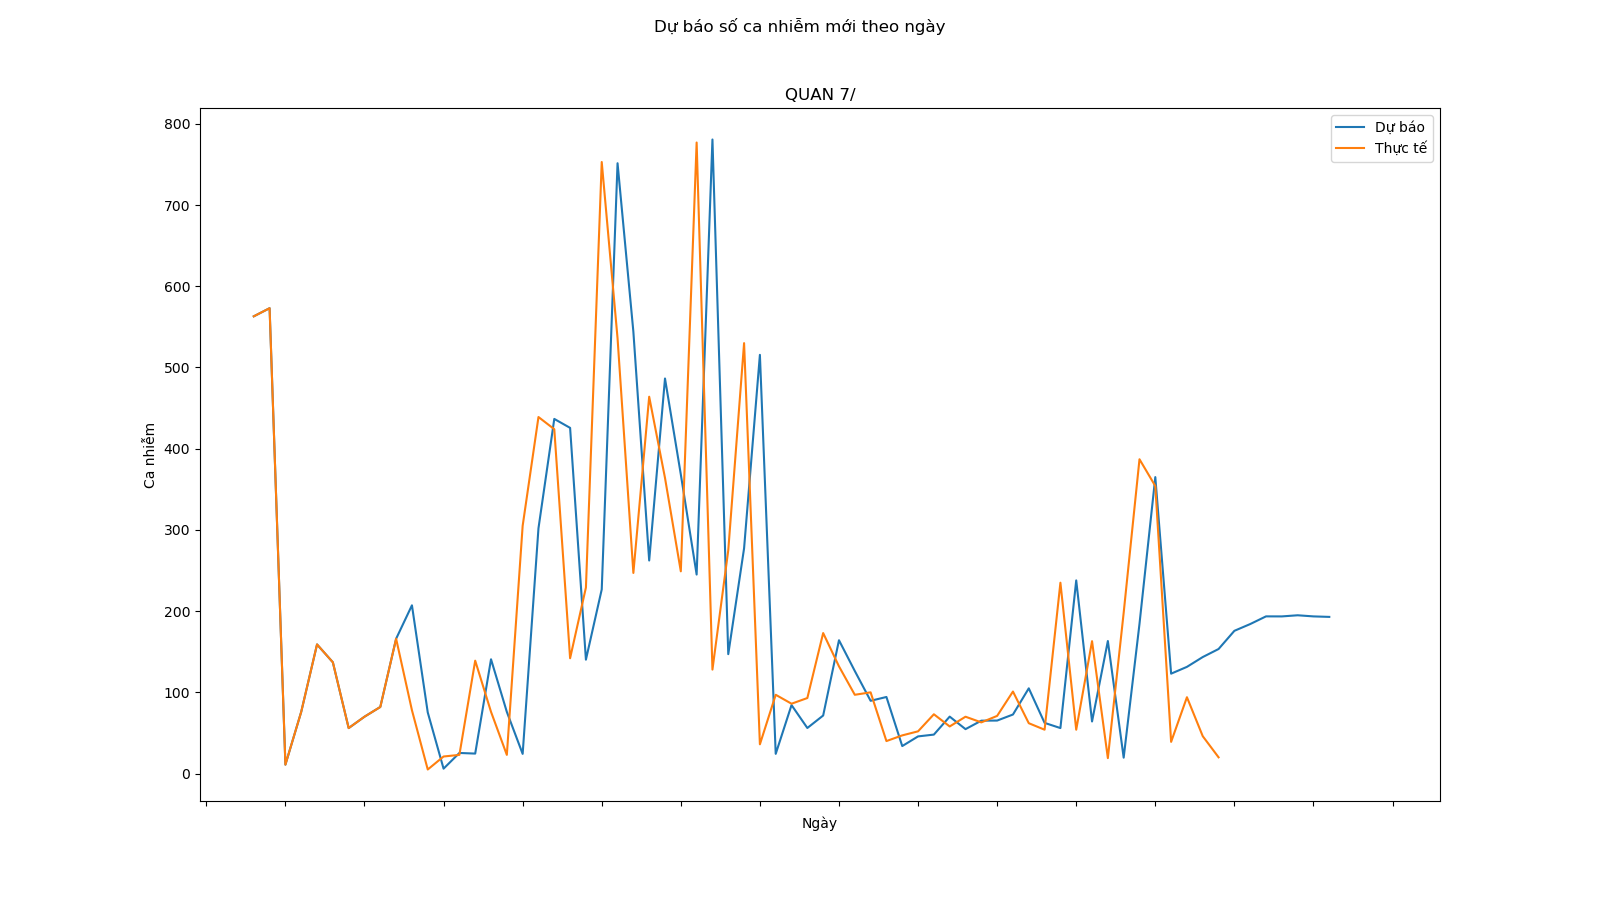 Dự báo số ca nhiễm mới theo ngày
QUAN 7/
Dự báo
Thực tế
800
700
600
500
400
300
200
100
0
Ca nhiễm
Ngày